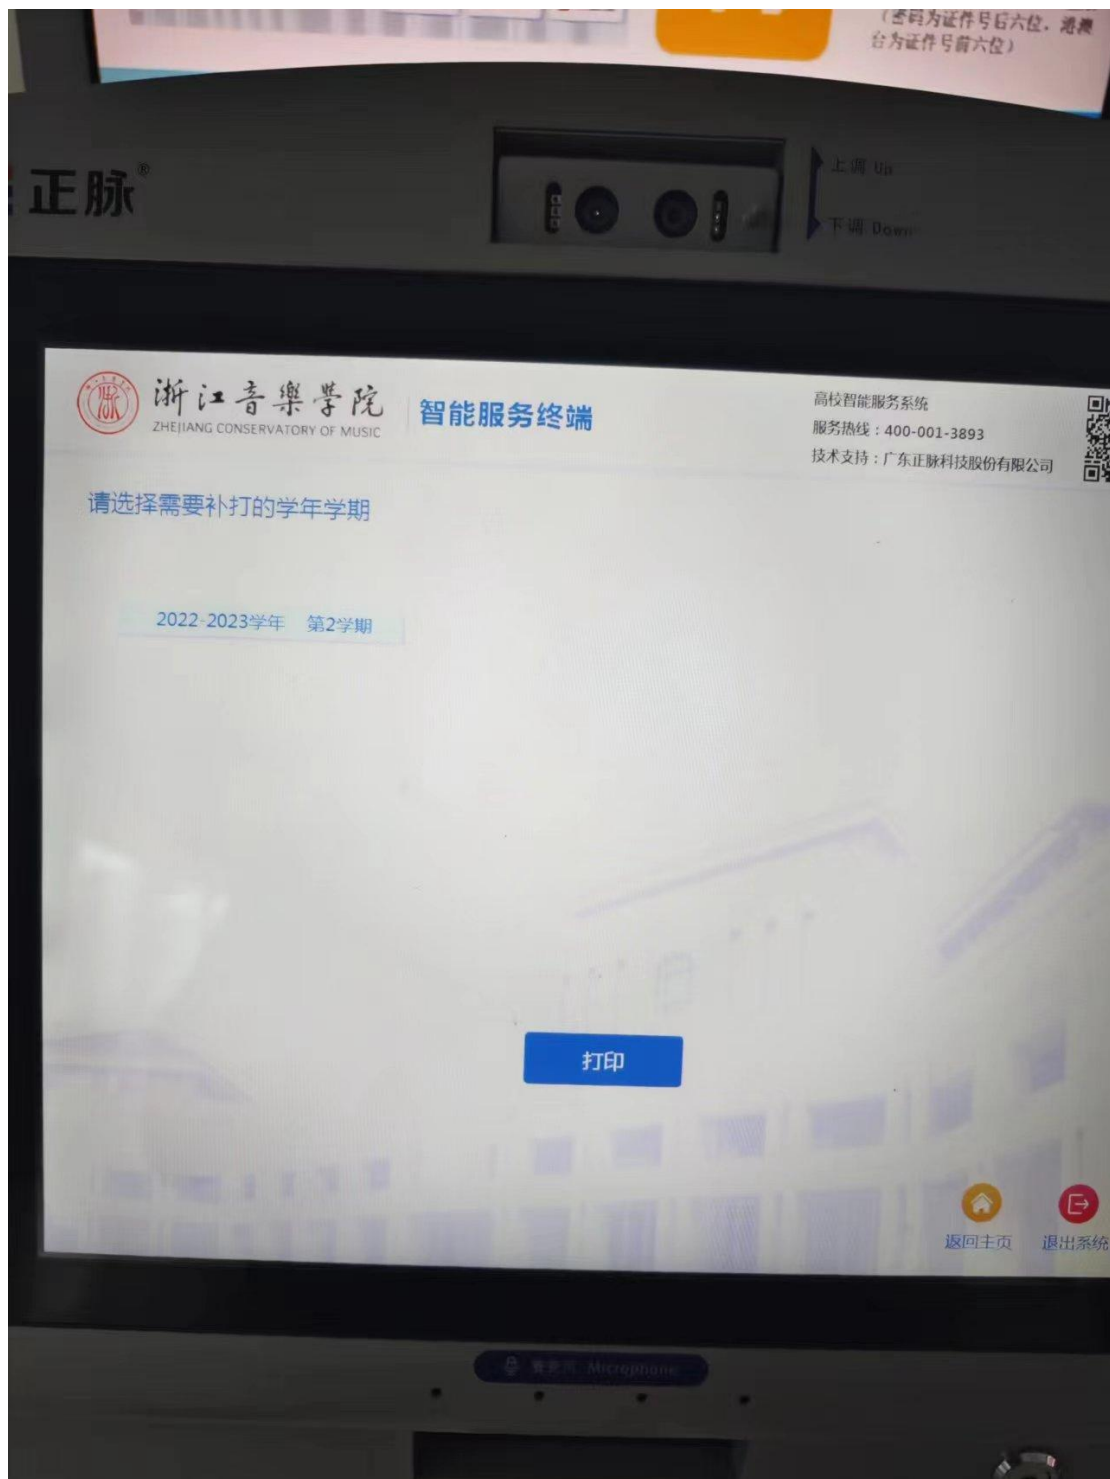 （密码为证件号后六位，港澳
台为证件号前六位）
正脉®
上调 Up
下调 Down
浙江音樂學院
ZHEJIANG CONSERVATORY OF MUSIC
智能服务终端
高校智能服务系统
服务热线：400-001-3893
技术支持：广东正脉科技股份有限公司
请选择需要补打的学年学期
2022-2023学年 第2学期
打印
返回主页
退出系统
麦克风 Microphone